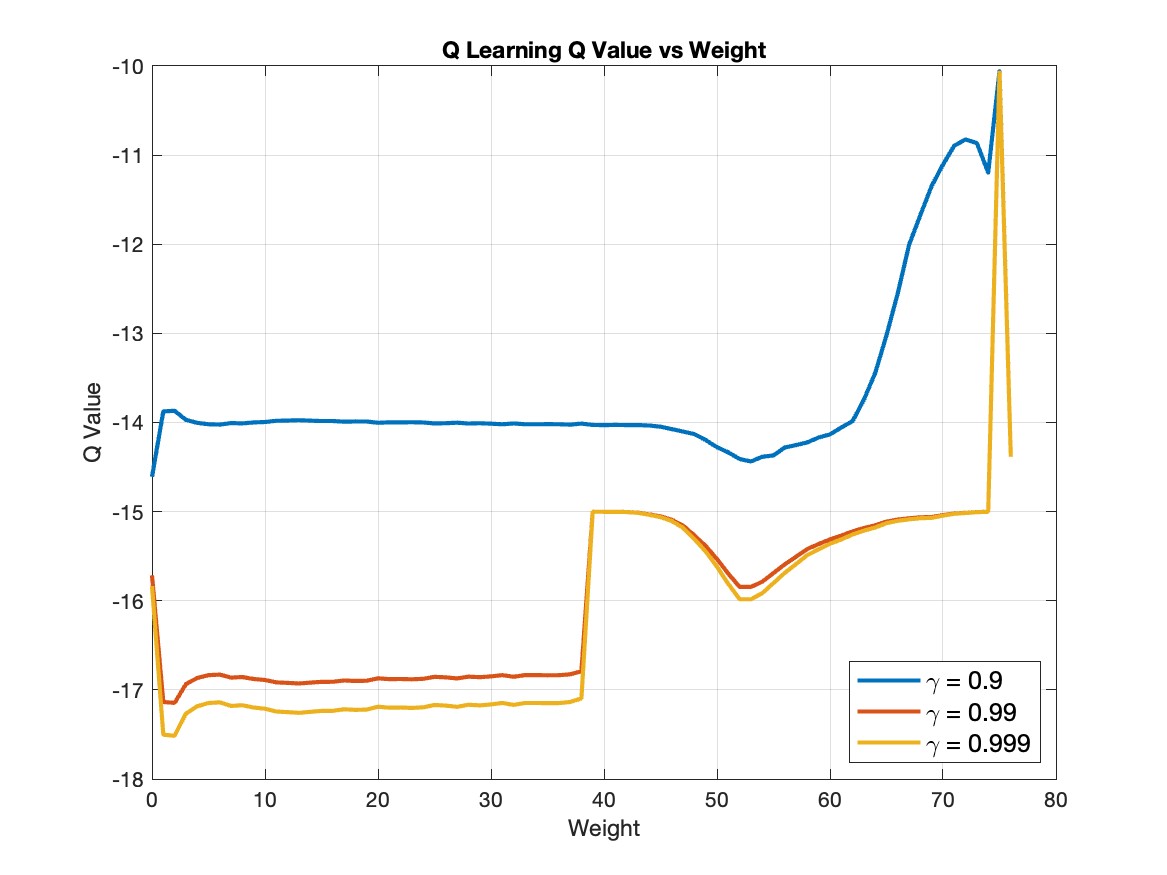 Q Learning Q Value vs Weight
Q Value
-10
-11
-12
-13
-14
-15
-16
-17
-18
0 10 20 30 40 50 60 70 80
Weight
γ = 0.9
γ = 0.99
γ = 0.999